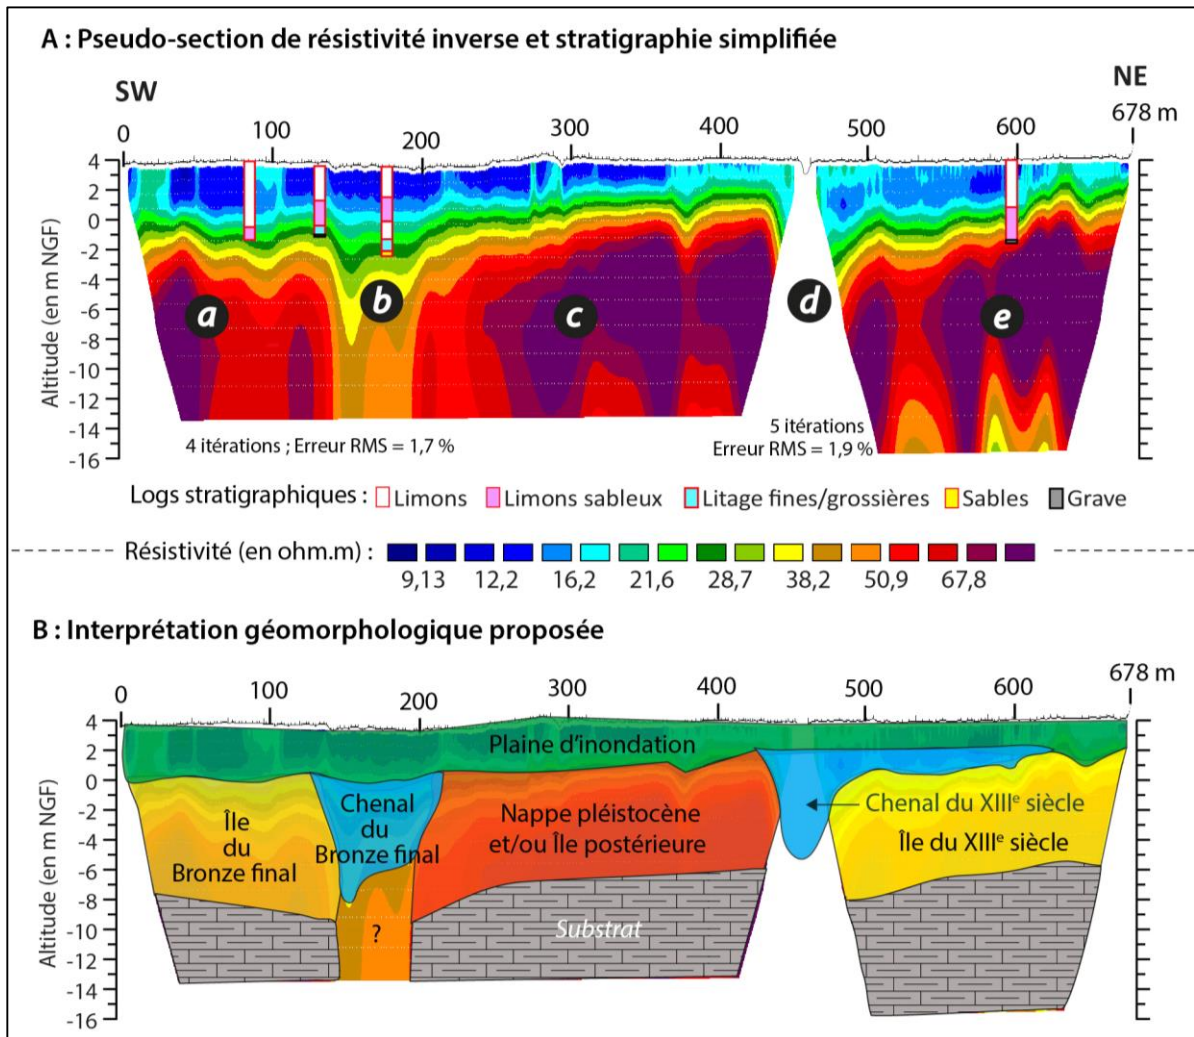 A : Pseudo-section de résistivité inverse et stratigraphie simplifiée
SW
NE
0
100
200
300
400
500
600
678 m
4
2
0
-2
-4
-6
-8
-10
-12
-14
-16
Altitude (en m NGF)
a
b
c
d
e
4 itérations ; Erreur RMS = 1,7 %
5 itérations
Erreur RMS = 1,9 %
Logs stratigraphiques : Limons Limons sableux Litage fines/grossières Sables Grave
Résistivité (en ohm.m) :
9,13 12,2 16,2 21,6 28,7 38,2 50,9 67,8
B : Interprétation géomorphologique proposée
0
100
200
300
400
500
600
678 m
4
2
0
-2
-4
-6
-8
-10
-12
-14
-16
Altitude (en m NGF)
Plaine d'inondation
Île
du
Bronze final
Chenal
du
Bronze final
?
Nappe pléistocène
et/ou Île postérieure
Substrat
Chenal du XIIIe siècle
Île du XIIIe siècle